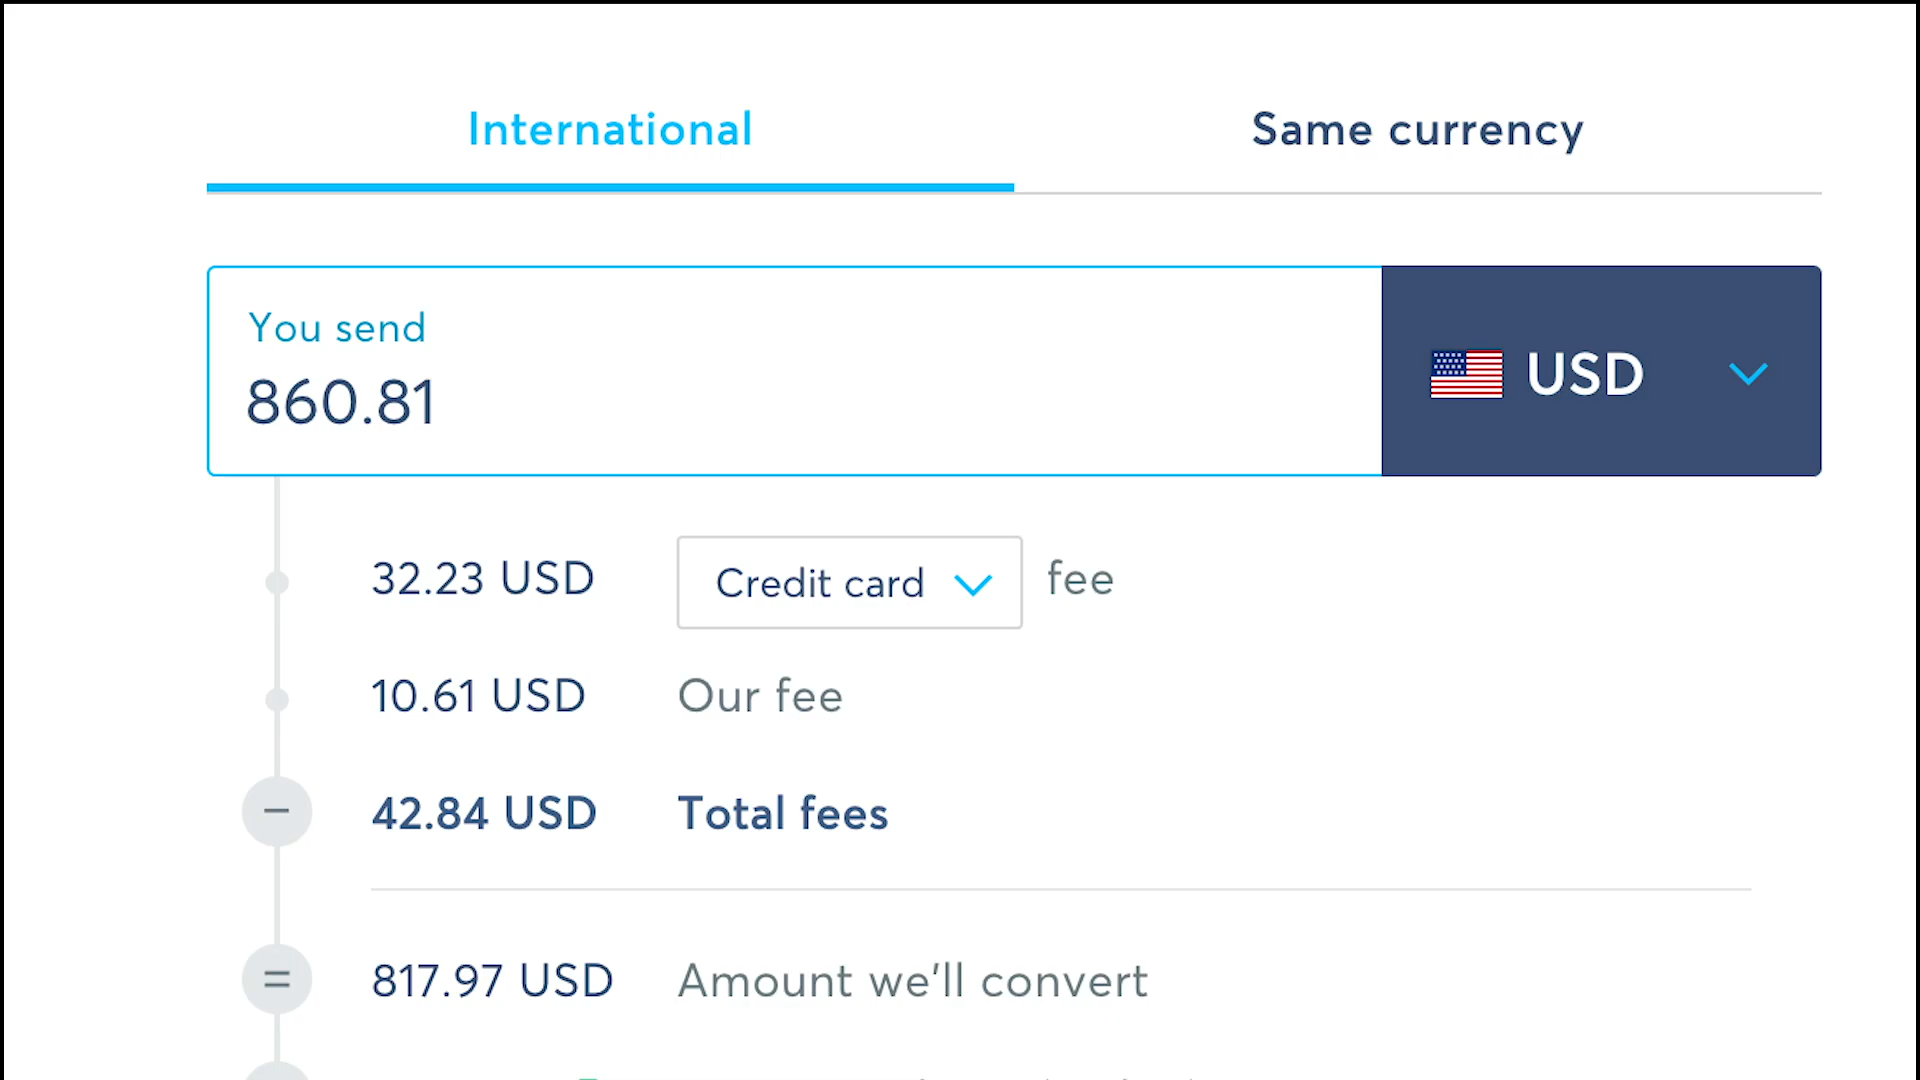 International
Same currency
You send
860.81
USD
32.23 USD Credit card fee
10.61 USD Our fee
− 42.84 USD Total fees
= 817.97 USD Amount we'll convert